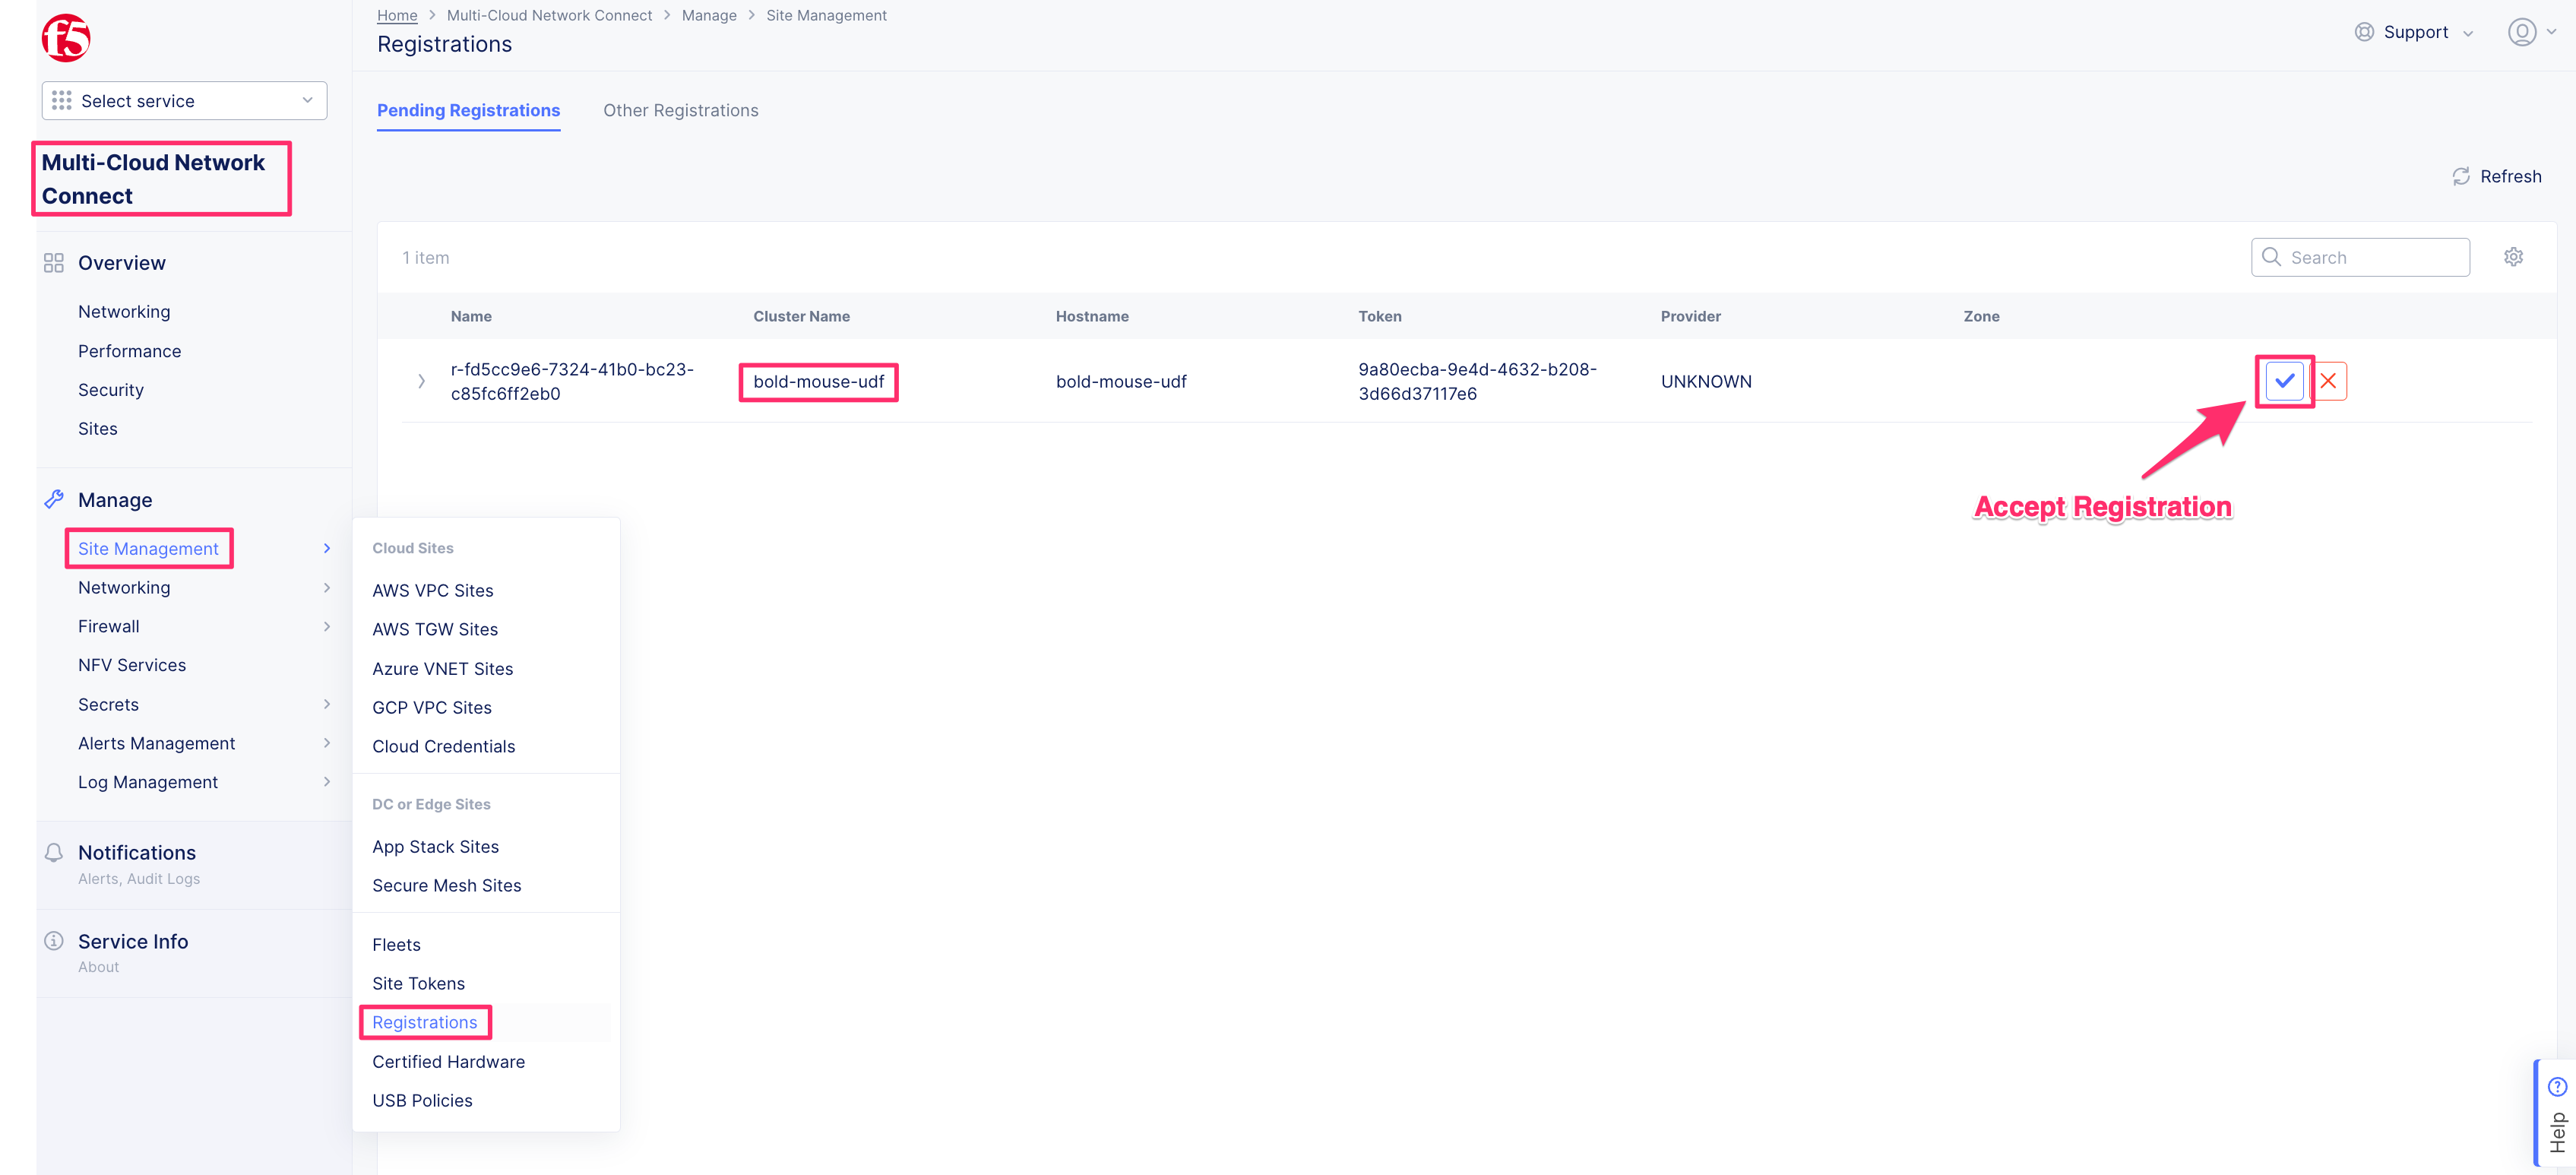 f5
Select service
Multi-Cloud Network
Connect
Overview
Networking
Performance
Security
Sites
Manage
Site Management
Networking
Firewall
NFV Services
Secrets
Alerts Management
Log Management
Notifications
Alerts, Audit Logs
Service Info
About
Home > Multi-Cloud Network Connect > Manage > Site Management
Registrations
Support
Pending Registrations Other Registrations
Refresh
1 item
Search
Name Cluster Name Hostname Token Provider Zone
r-fd5cc9e6-7324-41b0-bc23-
c85fc6ff2eb0
bold-mouse-udf
bold-mouse-udf
9a80ecba-9e4d-4632-b208-
3d66d37117e6
UNKNOWN
Accept Registration
Cloud Sites
AWS VPC Sites
AWS TGW Sites
Azure VNET Sites
GCP VPC Sites
Cloud Credentials
DC or Edge Sites
App Stack Sites
Secure Mesh Sites
Fleets
Site Tokens
Registrations
Certified Hardware
USB Policies
Help